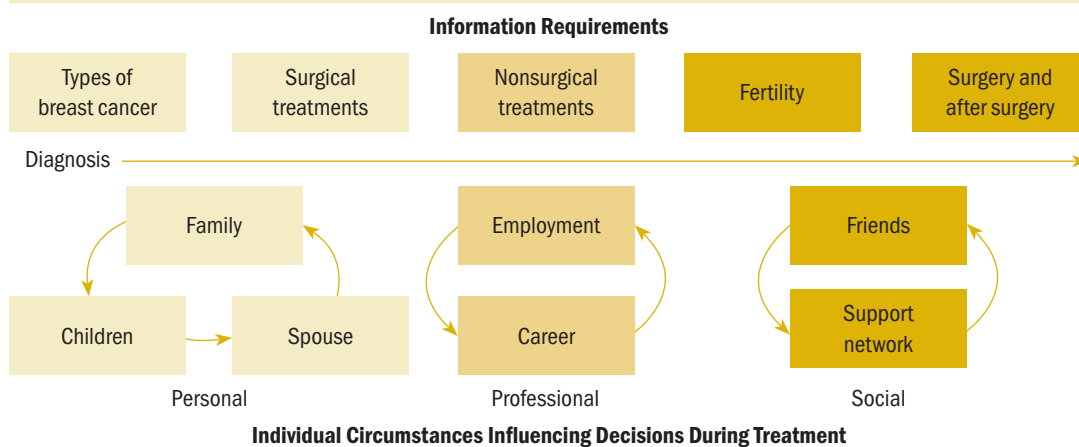 Information Requirements
Types of
breast cancer
Surgical
treatments
Nonsurgical
treatments
Fertility
Surgery and
after surgery
Diagnosis
Family
Children
Spouse
Personal
Employment
Career
Professional
Friends
Support
network
Social
Individual Circumstances Influencing Decisions During Treatment